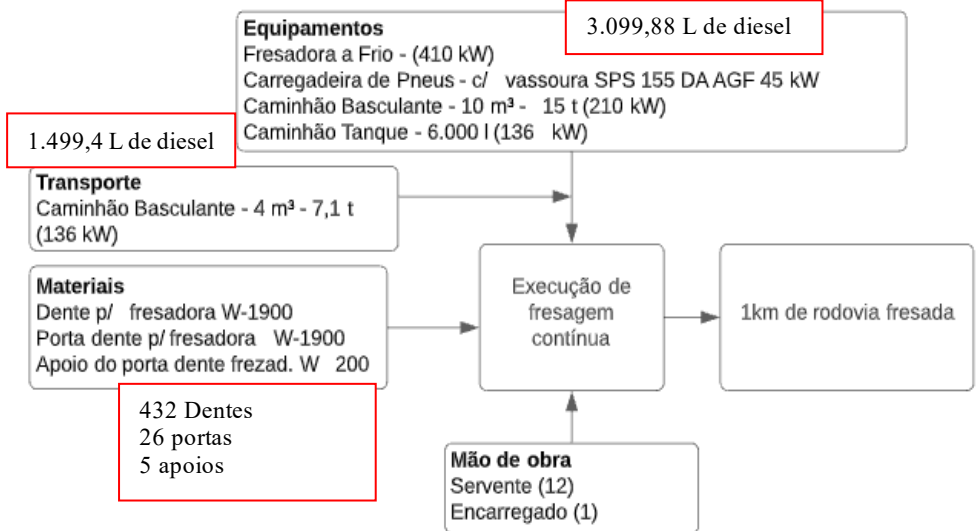 Equipamentos
Fresadora a Frio - (410 kW)
Carregadeira de Pneus - c/ vassoura SPS 155 DA AGF 45 kW
Caminhão Basculante - 10 m³ - 15 t (210 kW)
Caminhão Tanque - 6.000 l (136 kW)
3.099,88 L de diesel
1.499,4 L de diesel
Transporte
Caminhão Basculante - 4 m³ - 7,1 t
(136 kW)
Materiais
Dente p/ fresadora W-1900
Porta dente p/ fresadora W-1900
Apoio do porta dente frezad. W 200
432 Dentes
26 portas
5 apoios
Execução de
fresagem
contínua
1km de rodovia fresada
Mão de obra
Servente (12)
Encarregado (1)